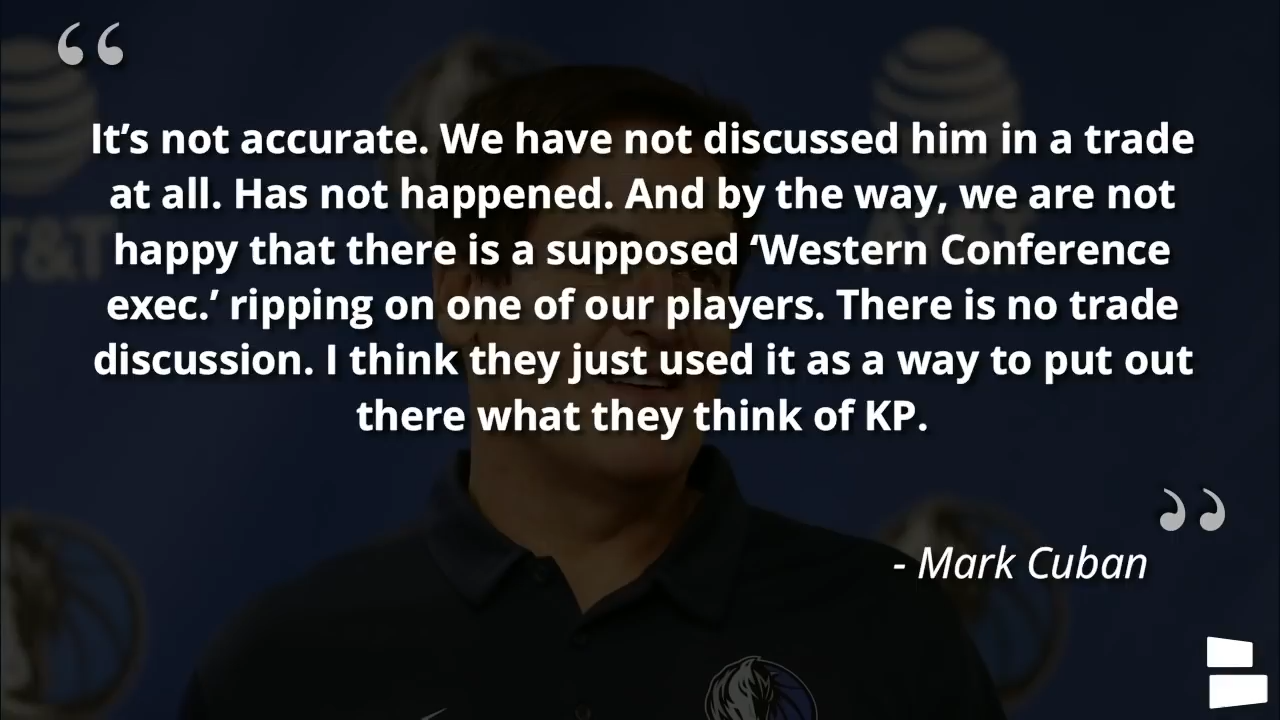 “
It’s not accurate. We have not discussed him in a trade
at all. Has not happened. And by the way, we are not
happy that there is a supposed ‘Western Conference
exec.’ ripping on one of our players. There is no trade
discussion. I think they just used it as a way to put out
there what they think of KP.
”
- Mark Cuban
AT&T
T&T